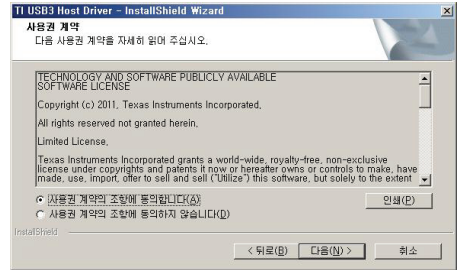 TI USB3 Host Driver - InstallShield Wizard
사용권 계약
다음 사용권 계약을 자세히 읽어 주십시오.
TECHNOLOGY AND SOFTWARE PUBLICLY AVAILABLE
SOFTWARE LICENSE
Copyright (c) 2011, Texas Instruments Incorporated.
All rights reserved not granted herein.
Limited License.
Texas Instruments Incorporated grants a world-wide, royalty-free, non-exclusive
license under copyrights and patents it now or hereafter owns or controls to make, have
made, use, import, offer to sell and sell ("Utilize") this software, but solely to the extent
사용권 계약의 조항에 동의합니다(A)
인쇄(P)
사용권 계약의 조항에 동의하지 않습니다(D)
InstallShield
< 뒤로(B)
다음(N) >
취소